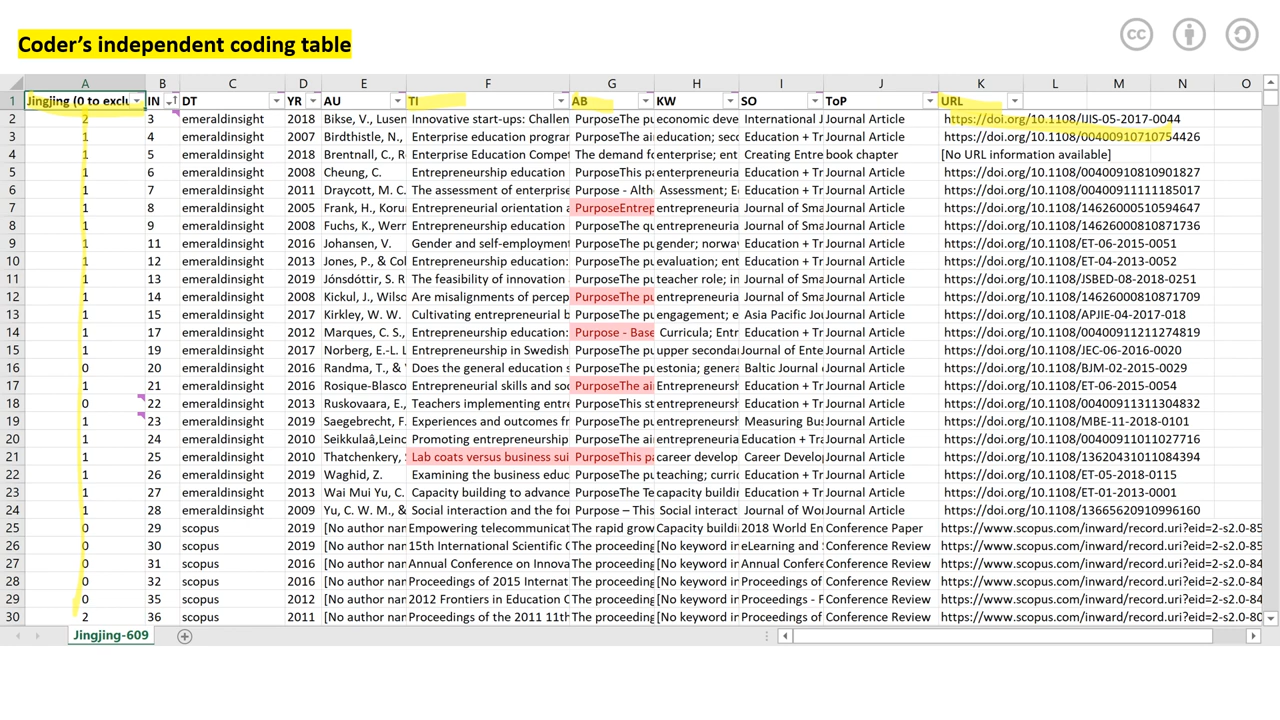 Coder's independent coding table
cc
A B C D E F G H I J K L M N O
1 Jingjing (0 to exclu IN DT YR AU TI AB KW SO ToP URL
2 2 3 emeraldinsight 2018 Bikse, V., Lusen Innovative start-ups: Challen PurposeThe pu economic deve International J Journal Article https://doi.org/10.1108/IJIS-05-2017-0044
3 1 4 emeraldinsight 2007 Birdthistle, N., Enterprise education progran PurposeThe ai education; seco Education + Tr Journal Article https://doi.org/10.1108/00400910710754426
4 1 5 emeraldinsight 2018 Brentnall, C., R Enterprise Education Compet The demand fo enterprise; ent Creating Entre book chapter [No URL information available]
5 1 6 emeraldinsight 2008 Cheung, C. Entrepreneurship education PurposeThis pa enterpreneuria Education + Tr Journal Article https://doi.org/10.1108/00400910810901827
6 1 7 emeraldinsight 2011 Draycott, M. C. The assessment of enterprise Purpose - Alth Assessment; E Education + Tr Journal Article https://doi.org/10.1108/00400911111185017
7 1 8 emeraldinsight 2005 Frank, H., Koru Entrepreneurial orientation a PurposeEntrep entrepreneuria Journal of Sma Journal Article https://doi.org/10.1108/14626000510594647
8 1 9 emeraldinsight 2008 Fuchs, K., Wern Entrepreneurship education PurposeThe qu entrepreneuria Journal of Sma Journal Article https://doi.org/10.1108/14626000810871736
9 1 11 emeraldinsight 2016 Johansen, V. Gender and self-employment PurposeThe pu gender; norway Education + Tr Journal Article https://doi.org/10.1108/ET-06-2015-0051
10 1 12 emeraldinsight 2013 Jones, P., & Col Entrepreneurship education: PurposeThe pu evaluation; ent Education + Tr Journal Article https://doi.org/10.1108/ET-04-2013-0052
11 1 13 emeraldinsight 2019 Jónsdóttir, S. R The feasibility of innovation a PurposeThe pu teacher role; in Journal of Sma Journal Article https://doi.org/10.1108/JSBED-08-2018-0251
12 1 14 emeraldinsight 2008 Kickul, J., Wilso Are misalignments of percep PurposeThe pu entrepreneuria Journal of Sma Journal Article https://doi.org/10.1108/14626000810871709
13 1 15 emeraldinsight 2017 Kirkley, W. W. Cultivating entrepreneurial b PurposeThe pu engagement; e Asia Pacific Jou Journal Article https://doi.org/10.1108/APJIE-04-2017-018
14 1 17 emeraldinsight 2012 Marques, C. S., Entrepreneurship education: Purpose - Base Curricula; Entr Education + Tr Journal Article https://doi.org/10.1108/00400911211274819
15 1 19 emeraldinsight 2017 Norberg, E.-L. L Entrepreneurship in Swedish PurposeThe pu upper seconda Journal of Ente Journal Article https://doi.org/10.1108/JEC-06-2016-0020
16 0 20 emeraldinsight 2016 Randma, T., & Does the general education s PurposeThe pu estonia; genera Baltic Journal o Journal Article https://doi.org/10.1108/BJM-02-2015-0029
17 1 21 emeraldinsight 2016 Rosique-Blasco Entrepreneurial skills and soc PurposeThe ai Entrepreneursh Education + Tr Journal Article https://doi.org/10.1108/ET-06-2015-0054
18 0 22 emeraldinsight 2013 Ruskovaara, E., Teachers implementing entre PurposeThis st entrepreneursh Education + Tr Journal Article https://doi.org/10.1108/00400911311304832
19 1 23 emeraldinsight 2019 Saegebrecht, F. Experiences and outcomes fr PurposeThe pu entrepreneursh Measuring Bus Journal Article https://doi.org/10.1108/MBE-11-2018-0101
20 1 24 emeraldinsight 2010 Seikkulaâ,Leinc Promoting entrepreneurship PurposeThe ai entrepreneuria Education + Tr Journal Article https://doi.org/10.1108/00400911011027716
21 1 25 emeraldinsight 2010 Thatchenkery, Lab coats versus business sui PurposeThis pa career develop Career Develo Journal Article https://doi.org/10.1108/13620431011084394
22 1 26 emeraldinsight 2019 Waghid, Z. Examining the business educ PurposeThe pu teaching; curric Education + Tr Journal Article https://doi.org/10.1108/ET-05-2018-0115
23 1 27 emeraldinsight 2013 Wai Mui Yu, C. Capacity building to advance PurposeThe Te capacity buildin Education + Tr Journal Article https://doi.org/10.1108/ET-01-2013-0001
24 1 28 emeraldinsight 2009 Yu, C. W. M., & Social interaction and the for Purpose – This Social interact Journal of Wor Journal Article https://doi.org/10.1108/13665620910996160
25 0 29 scopus 2019 [No author nan Empowering telecommunicat The rapid grow Capacity buildi 2018 World En Conference Paper https://www.scopus.com/inward/record.uri?eid=2-s2.0-85
26 0 30 scopus 2019 [No author nan 15th International Scientific C The proceeding [No keyword in eLearning and Conference Review https://www.scopus.com/inward/record.uri?eid=2-s2.0-85
27 0 31 scopus 2016 [No author nan Annual Conference on Innova The proceeding [No keyword in Annual Confere Conference Review https://www.scopus.com/inward/record.uri?eid=2-s2.0-84
28 0 32 scopus 2016 [No author nan Proceedings of 2015 Internat The proceeding [No keyword in Proceedings of Conference Review https://www.scopus.com/inward/record.uri?eid=2-s2.0-84
29 0 35 scopus 2012 [No author nan 2012 Frontiers in Education C The proceeding [No keyword in Proceedings - F Conference Review https://www.scopus.com/inward/record.uri?eid=2-s2.0-84
30 2 36 scopus 2011 [No author nan Proceedings of the 2011 11th The proceeding [No keyword in Proceedings of Conference Review https://www.scopus.com/inward/record.uri?eid=2-s2.0-80
Jingjing-609